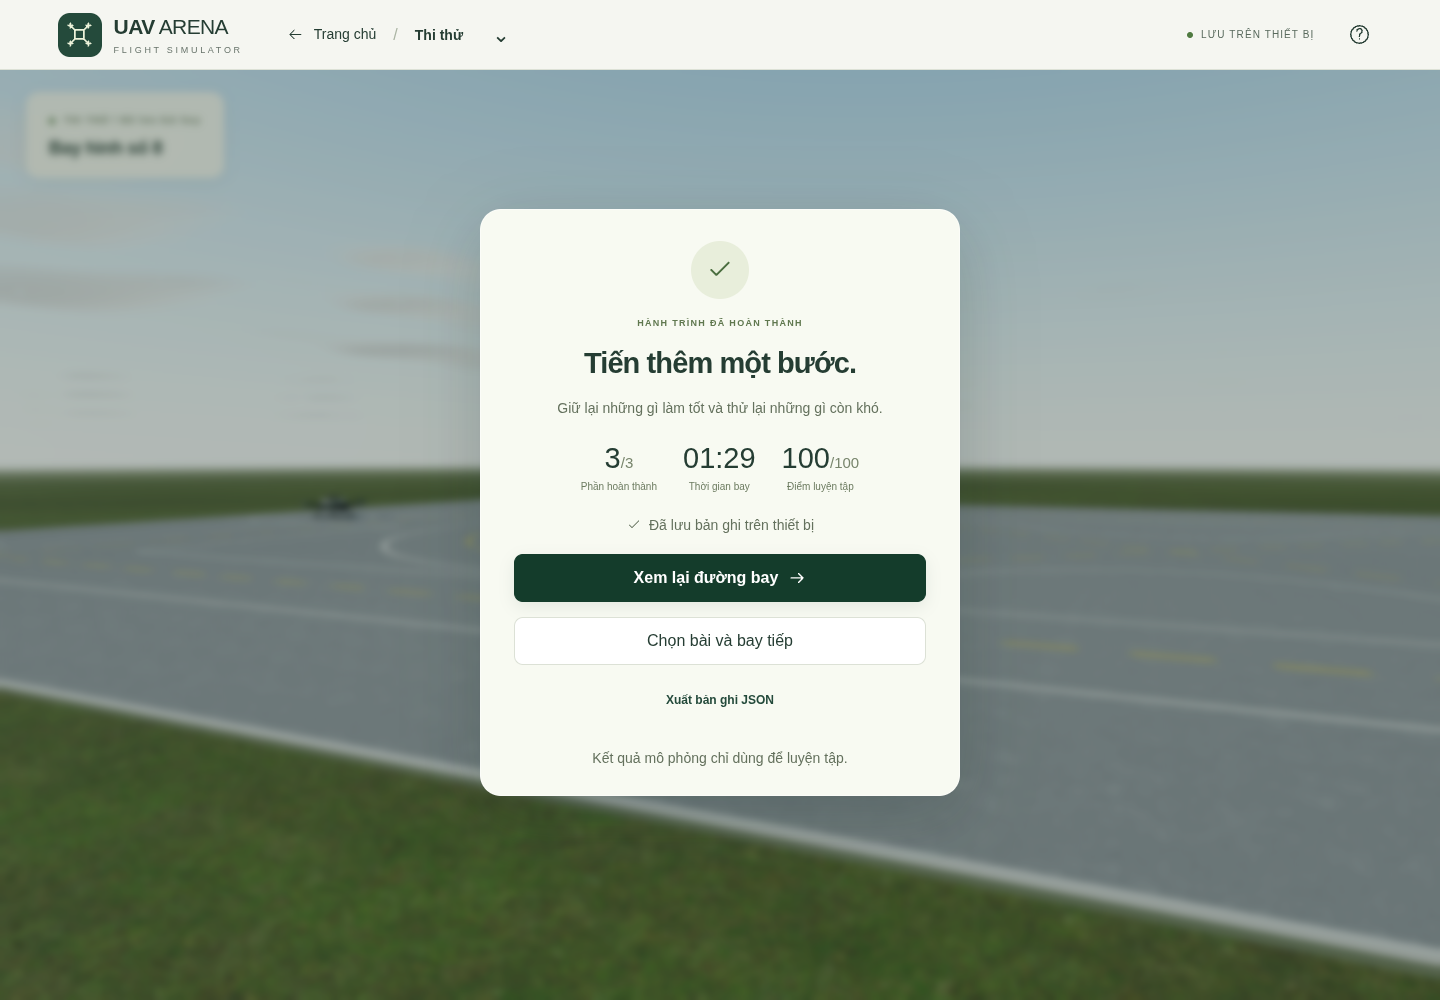 UAV ARENA
FLIGHT SIMULATOR
Trang chủ / Thi thử
LƯU TRÊN THIẾT BỊ
Bay hình số 8
HÀNH TRÌNH ĐÃ HOÀN THÀNH
Tiến thêm một bước.
Giữ lại những gì làm tốt và thử lại những gì còn khó.
3/3 01:29 100/100
Phần hoàn thành Thời gian bay Điểm luyện tập
Đã lưu bản ghi trên thiết bị
Xem lại đường bay
Chọn bài và bay tiếp
Xuất bản ghi JSON
Kết quả mô phỏng chỉ dùng để luyện tập.